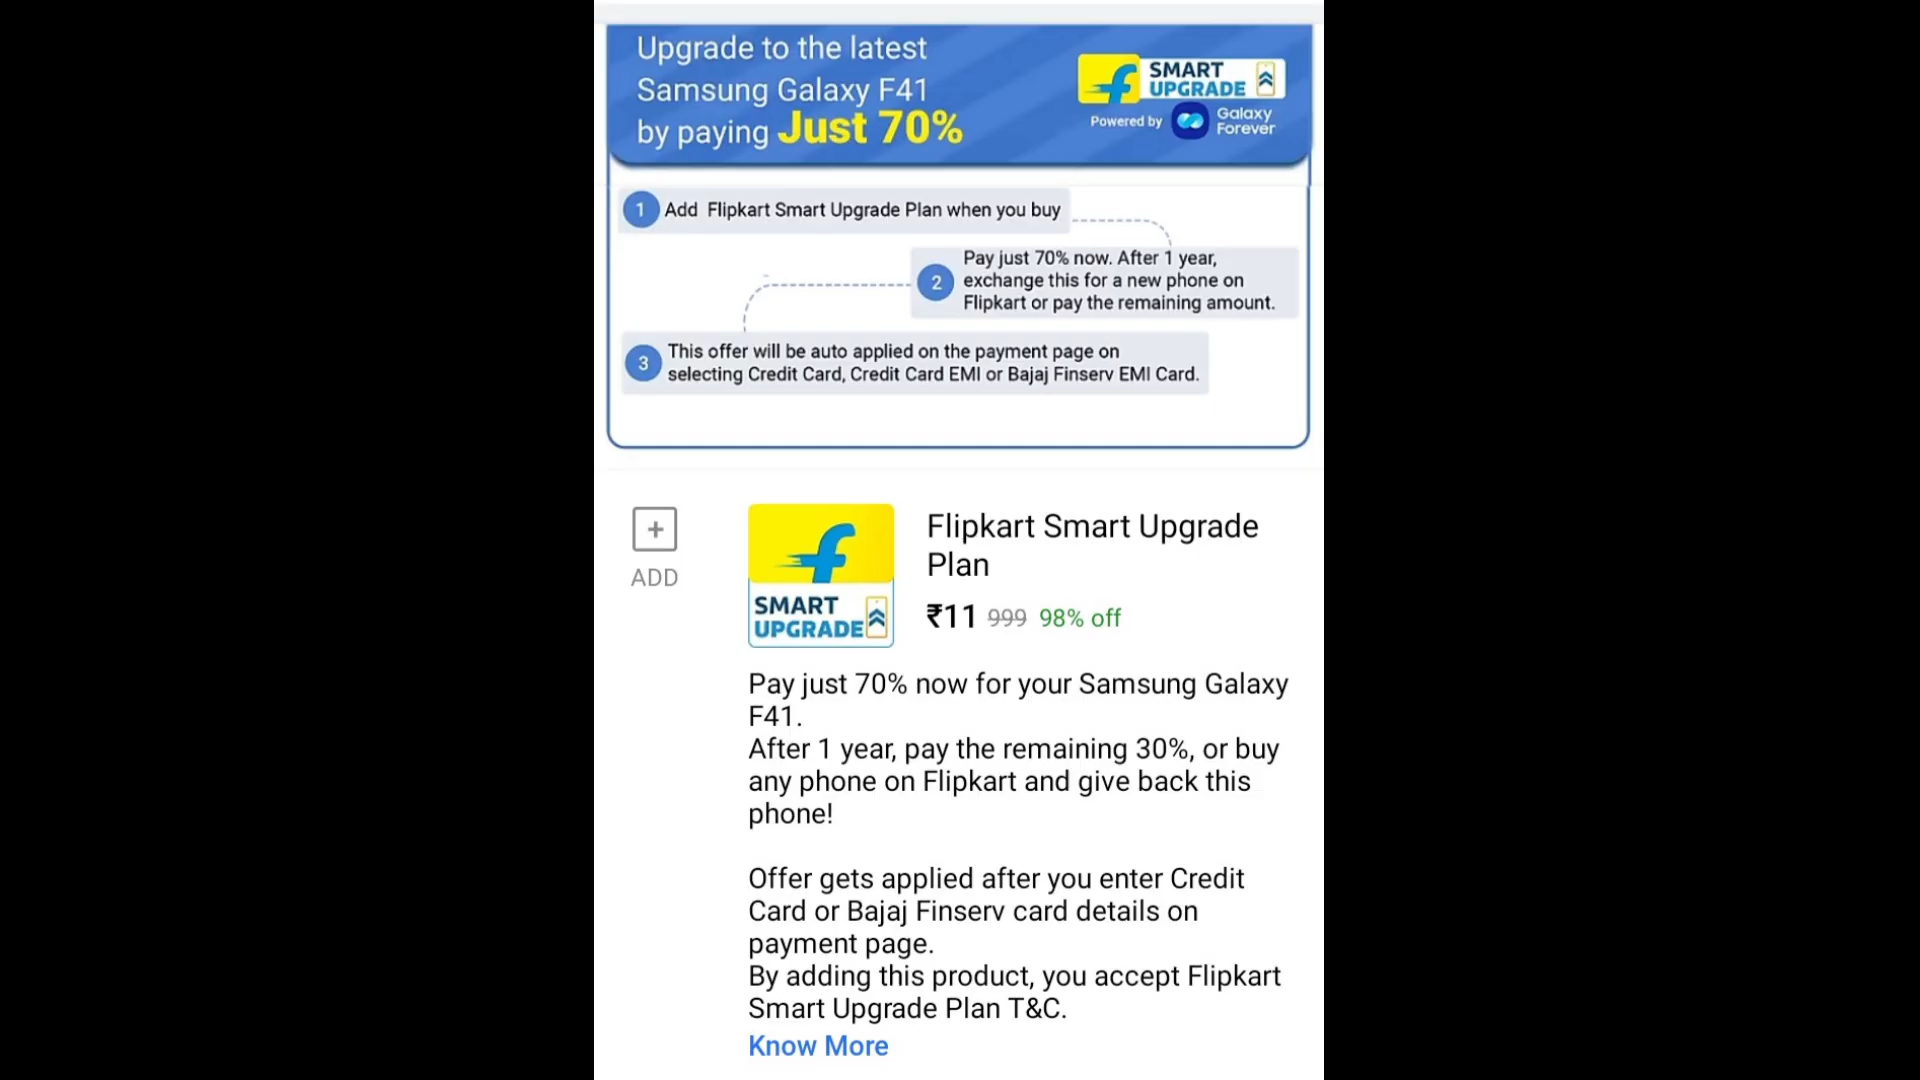 Upgrade to the latest
Samsung Galaxy F41
by paying Just 70%
SMART
UPGRADE
Powered by
Galaxy
Forever
1 Add Flipkart Smart Upgrade Plan when you buy
2
Pay just 70% now. After 1 year,
exchange this for a new phone on
Flipkart or pay the remaining amount.
3
This offer will be auto applied on the payment page on
selecting Credit Card, Credit Card EMI or Bajaj Finserv EMI Card.
+
ADD
f
SMART
UPGRADE
Flipkart Smart Upgrade
Plan
₹11 999 98% off
Pay just 70% now for your Samsung Galaxy
F41.
After 1 year, pay the remaining 30%, or buy
any phone on Flipkart and give back this
phone!
Offer gets applied after you enter Credit
Card or Bajaj Finserv card details on
payment page.
By adding this product, you accept Flipkart
Smart Upgrade Plan T&C.
Know More